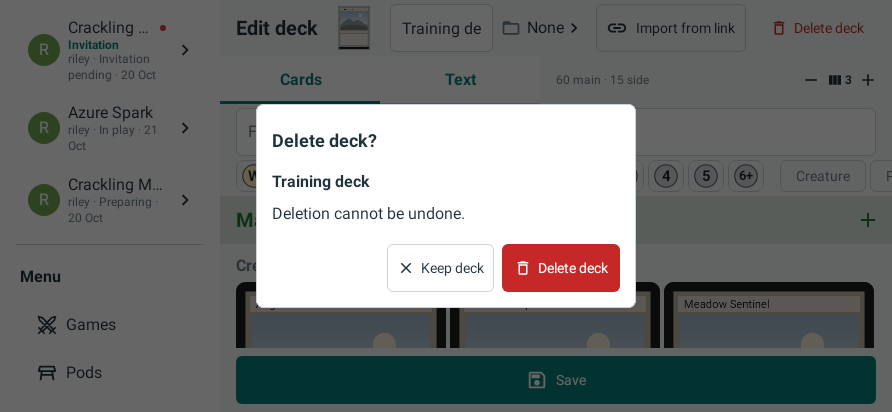 Crackling ...
Invitation
riley · Invitation
pending · 20 Oct
R
Azure Spark
riley · In play · 21
Oct
R
Crackling M...
riley · Preparing ·
20 Oct
R
Menu
Games
Pods
Edit deck
Training de
None
Import from link
Delete deck
Cards
Text
60 main · 15 side
3
4
5
6+
Creature
Delete deck?
Training deck
Deletion cannot be undone.
Keep deck
Delete deck
Meadow Sentinel
Save